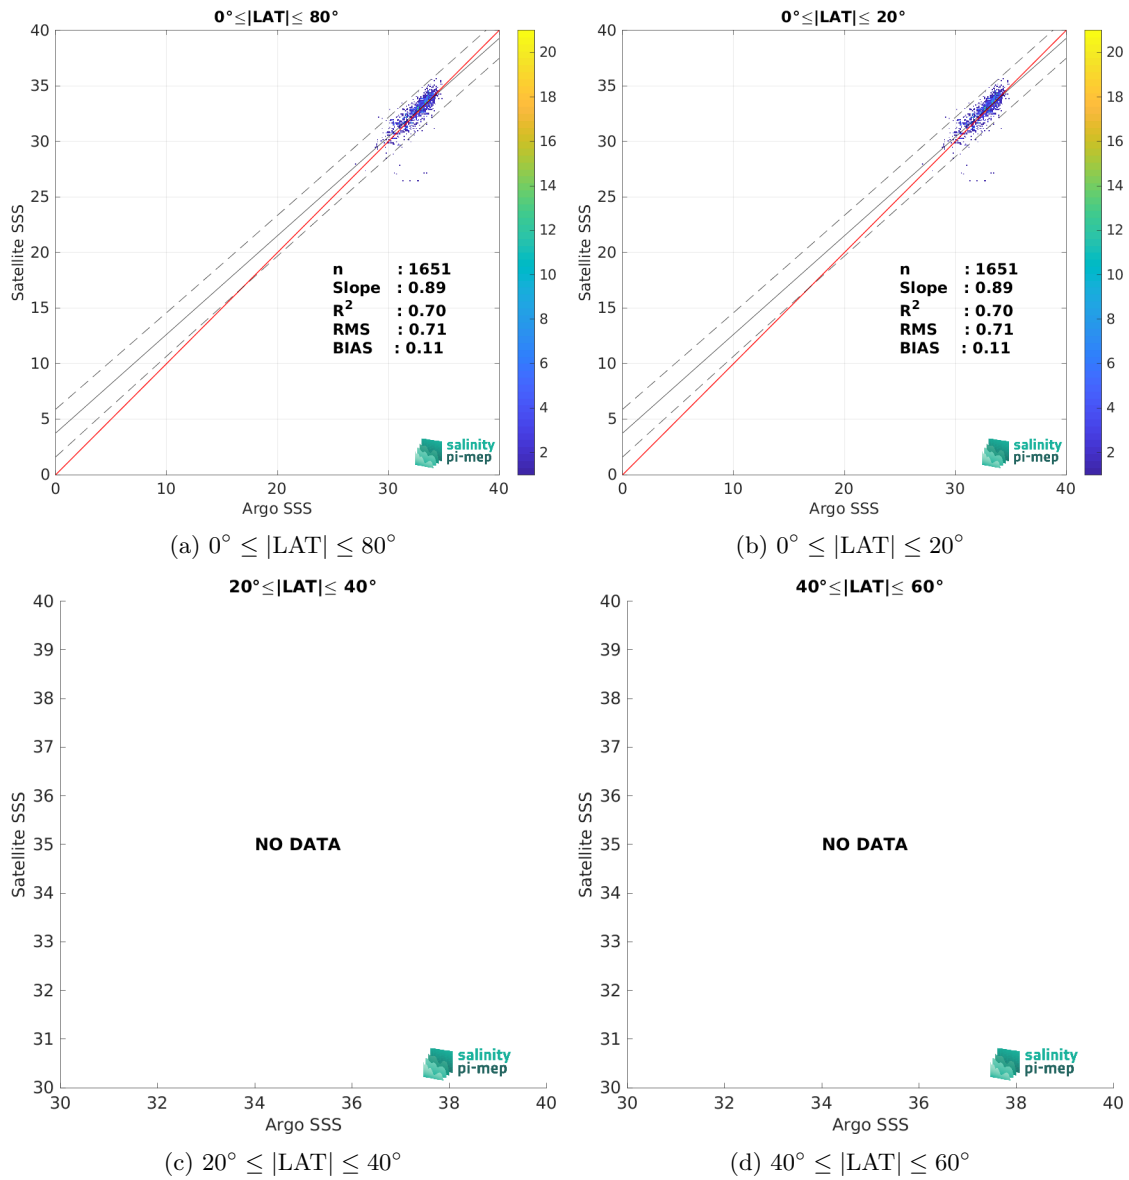 0°≤|LAT|≤ 80°
40
35
30
25
20
15
10
5
0
Satellite SSS
0
10
20
30
40
Argo SSS
n : 1651
Slope : 0.89
R² : 0.70
RMS : 0.71
BIAS : 0.11
salinity
pi-mep
20
18
16
14
12
10
8
6
4
2
(a) 0° ≤ |LAT| ≤ 80°
0°≤|LAT|≤ 20°
40
35
30
25
20
15
10
5
0
Satellite SSS
0
10
20
30
40
Argo SSS
n : 1651
Slope : 0.89
R² : 0.70
RMS : 0.71
BIAS : 0.11
salinity
pi-mep
20
18
16
14
12
10
8
6
4
2
(b) 0° ≤ |LAT| ≤ 20°
20°≤|LAT|≤ 40°
40
39
38
37
36
35
34
33
32
31
30
Satellite SSS
NO DATA
salinity
pi-mep
30
32
34
36
38
40
Argo SSS
(c) 20° ≤ |LAT| ≤ 40°
40°≤|LAT|≤ 60°
40
39
38
37
36
35
34
33
32
31
30
Satellite SSS
NO DATA
salinity
pi-mep
30
32
34
36
38
40
Argo SSS
(d) 40° ≤ |LAT| ≤ 60°